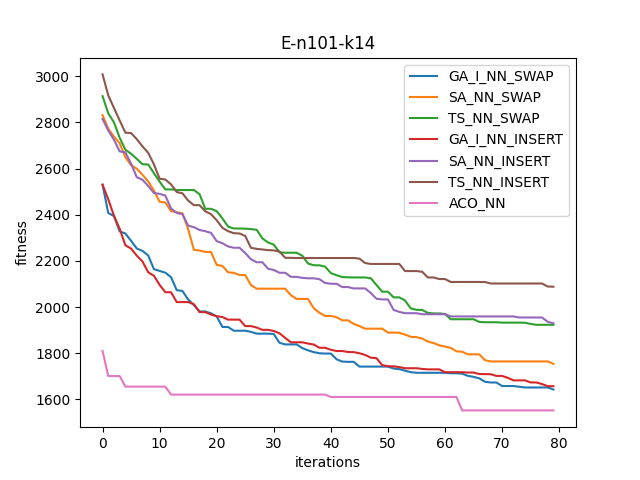 E-n101-k14
GA_I_NN_SWAP
SA_NN_SWAP
TS_NN_SWAP
GA_I_NN_INSERT
SA_NN_INSERT
TS_NN_INSERT
ACO_NN
fitness
3000
2800
2600
2400
2200
2000
1800
1600
0 10 20 30 40 50 60 70 80
iterations